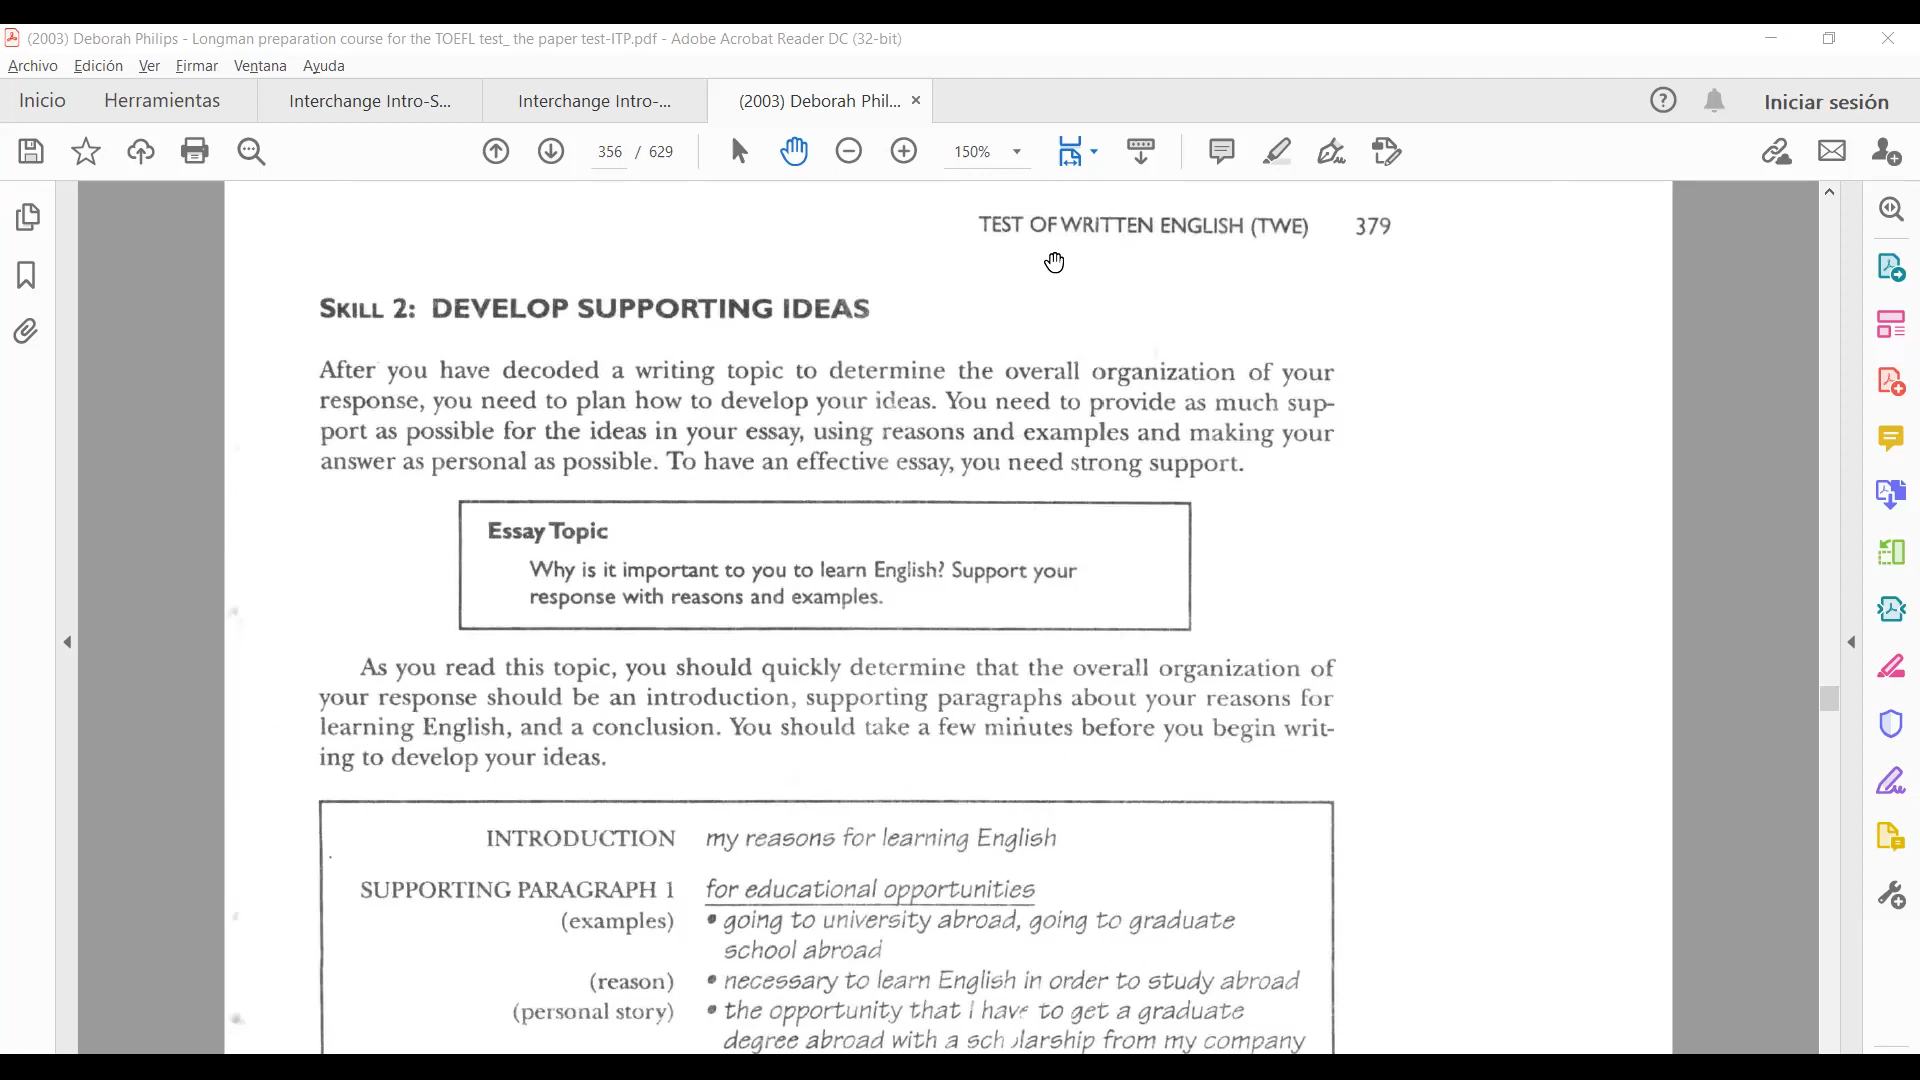 (2003) Deborah Philips - Longman preparation course for the TOEFL test_ the paper test-ITP.pdf - Adobe Acrobat Reader DC (32-bit)
Archivo Edición Ver Firmar Ventana Ayuda
Inicio Herramientas Interchange Intro-S... Interchange Intro-... (2003) Deborah Phil... Iniciar sesión
356 / 629 150%
TEST OF WRITTEN ENGLISH (TWE) 379
SKILL 2: DEVELOP SUPPORTING IDEAS
After you have decoded a writing topic to determine the overall organization of your
response, you need to plan how to develop your ideas. You need to provide as much sup-
port as possible for the ideas in your essay, using reasons and examples and making your
answer as personal as possible. To have an effective essay, you need strong support.
Essay Topic
Why is it important to you to learn English? Support your
response with reasons and examples.
As you read this topic, you should quickly determine that the overall organization of
your response should be an introduction, supporting paragraphs about your reasons for
learning English, and a conclusion. You should take a few minutes before you begin writ-
ing to develop your ideas.
INTRODUCTION my reasons for learning English
SUPPORTING PARAGRAPH 1 for educational opportunities
(examples) • going to university abroad, going to graduate
school abroad
(reason) • necessary to learn English in order to study abroad
(personal story) • the opportunity that I have to get a graduate
degree abroad with a scholarship from my company